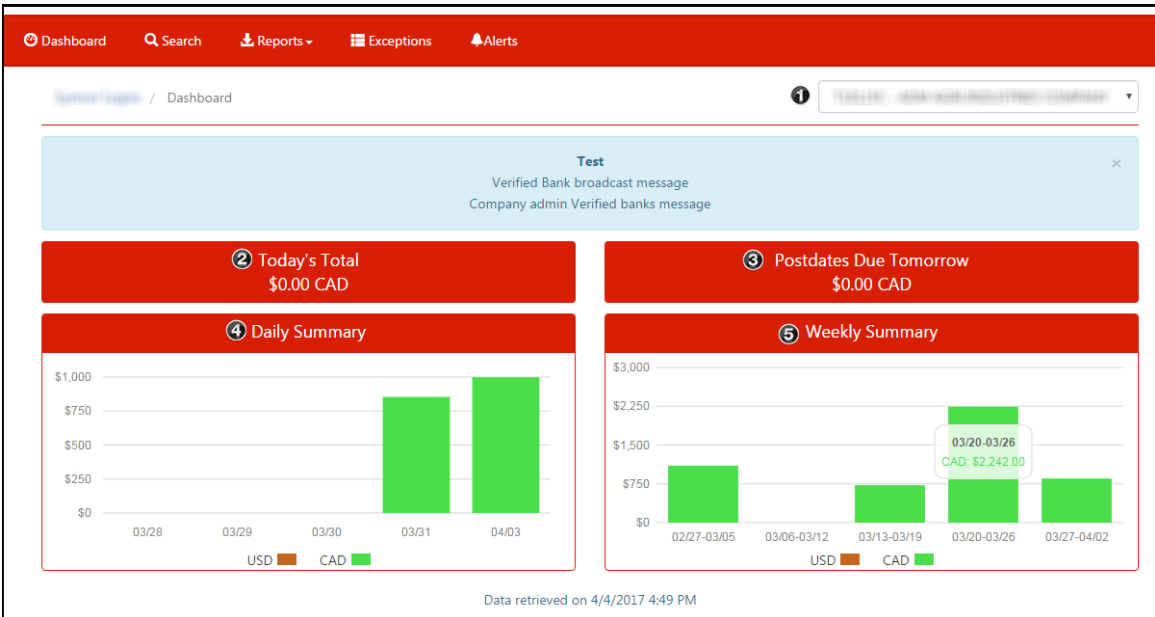 Dashboard Search Reports Exceptions Alerts
/ Dashboard
1
Test ×
Verified Bank broadcast message
Company admin Verified banks message
2 Today's Total
$0.00 CAD
3 Postdates Due Tomorrow
$0.00 CAD
4 Daily Summary
$1,000
$750
$500
$250
$0
03/28 03/29 03/30 03/31 04/03
USD CAD
5 Weekly Summary
$3,000
$2,250
$1,500
$750
$0
03/20-03/26
CAD: $2,242.00
02/27-03/05 03/06-03/12 03/13-03/19 03/20-03/26 03/27-04/02
USD CAD
Data retrieved on 4/4/2017 4:49 PM